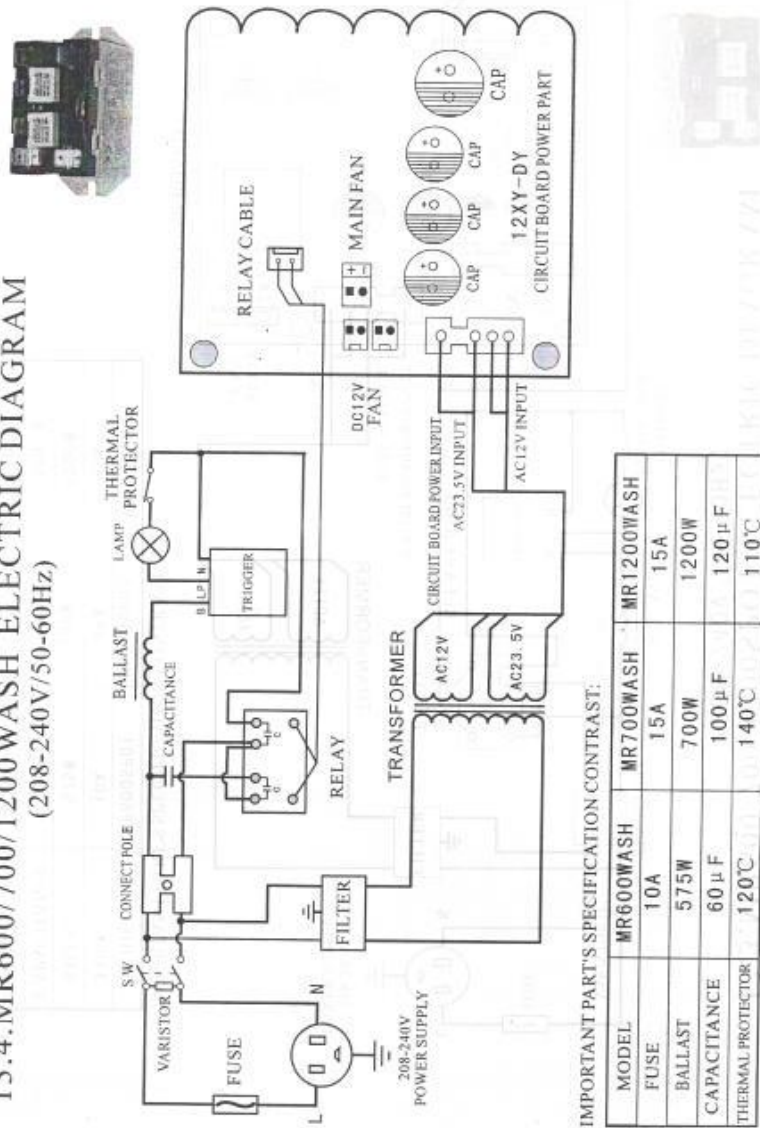 13.4.MR600/700/1200WASH ELECTRIC DIAGRAM
(208-240V/50-60Hz)
THERMAL
PROTECTOR
LAMP
BALLAST
B LP N
TRIGGER
CAPACITANCE
CONNECT POLE
SW
VARISTOR
FUSE
L
N
208-240V
POWER SUPPLY
FILTER
RELAY
TRANSFORMER
AC12V
AC23.5V
CIRCUIT BOARD POWER INPUT
AC23.5V INPUT
AC12V INPUT
RELAY CABLE
MAIN FAN
DC12V
FAN
CAP
CAP
CAP
CAP
12XY-DY
CIRCUIT BOARD POWER PART
IMPORTANT PART'S SPECIFICATION CONTRAST:
MODEL MR600WASH MR700WASH MR1200WASH
FUSE 10A 15A 15A
BALLAST 575W 700W 1200W
CAPACITANCE 60μF 100μF 120μF
THERMAL PROTECTOR 120℃ 140℃ 110℃